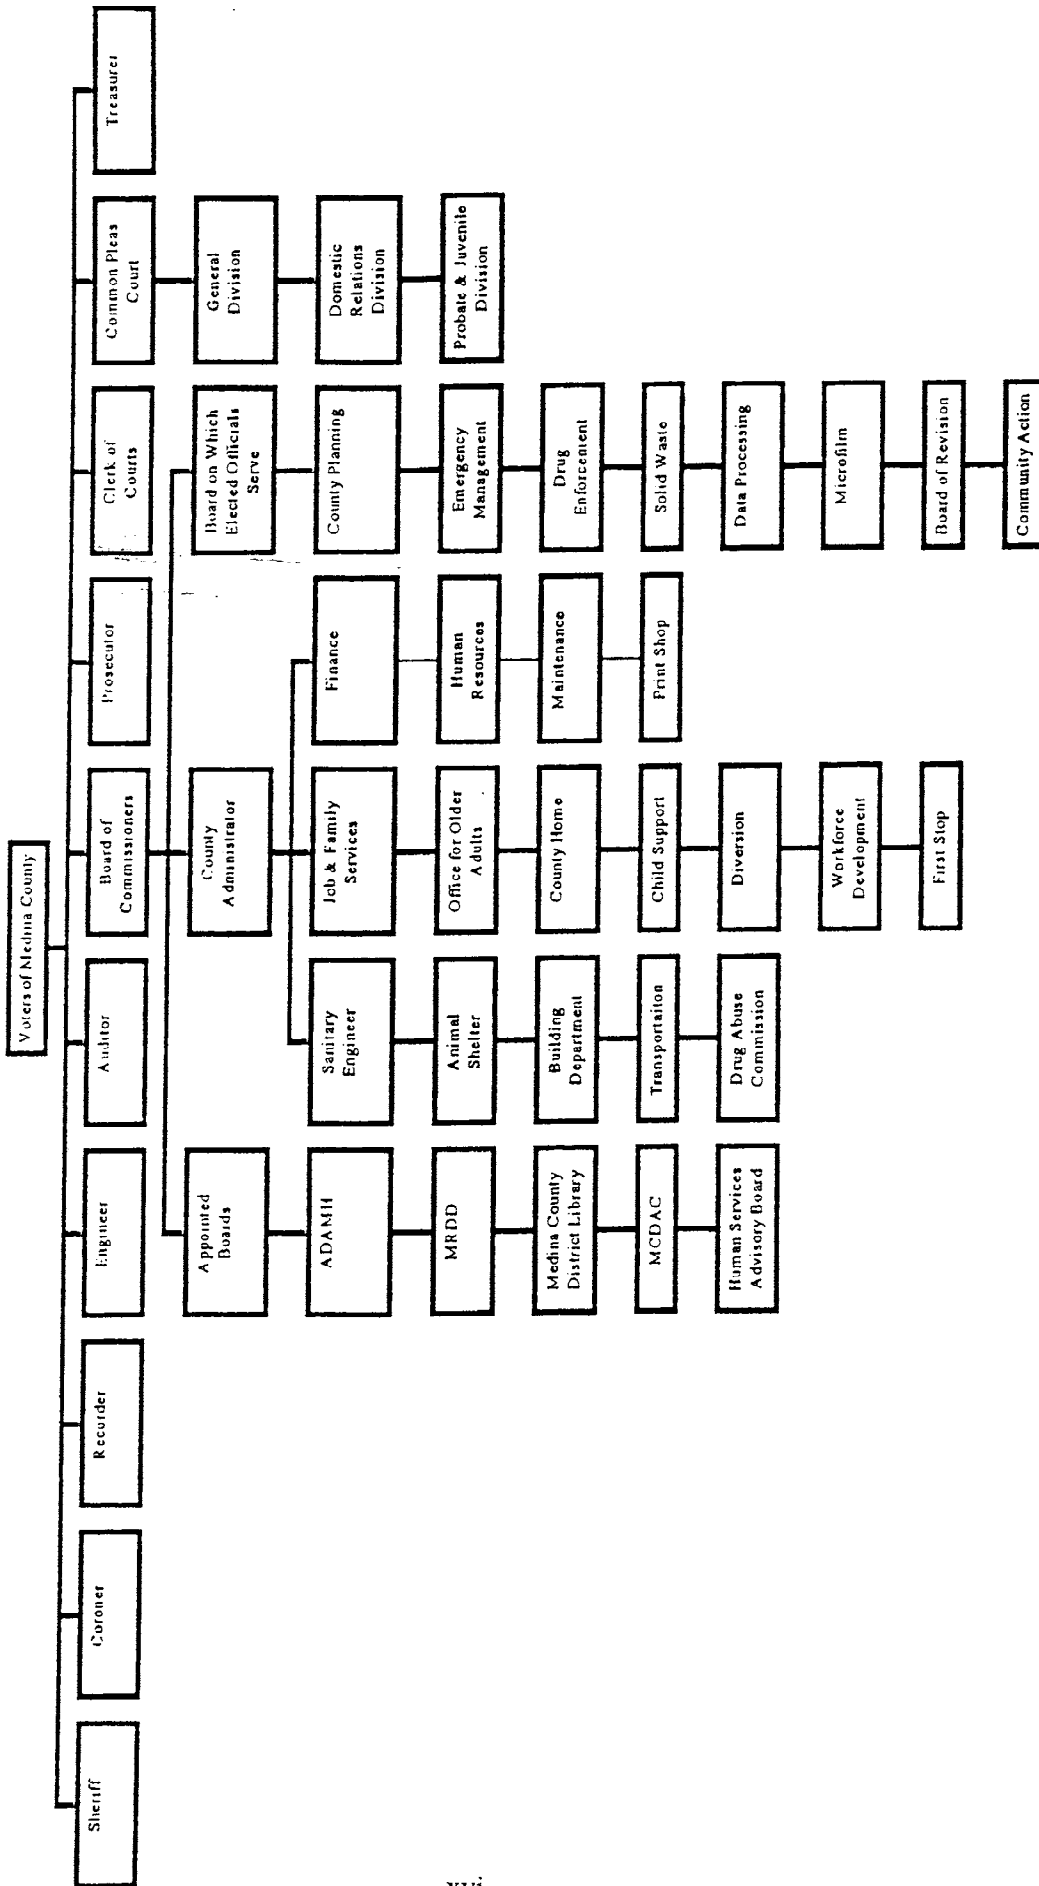 Voters of Medina County
Sheriff
Coroner
Recorder
Engineer
Auditor
Board of
Commissioners
Prosecutor
Clerk of
Courts
Common Pleas
Court
Treasurer
Appointed
Boards
County
Administrator
Board on Which
Elected Officials
Serve
General
Division
ADAMH
Sanitary
Engineer
Job & Family
Services
Finance
County Planning
Domestic
Relations
Division
MRDD
Animal
Shelter
Office for Older
Adults
Human
Resources
Emergency
Management
Probate & Juvenile
Division
Medina County
District Library
Building
Department
County Home
Maintenance
Drug
Enforcement
MCDAC
Transportaiton
Child Support
Print Shop
Solid Waste
Human Services
Advisory Board
Drug Abuse
Commission
Diversion
Data Processing
Workforce
Development
Microfilm
First Stop
Board of Revision
Community Action
xvi